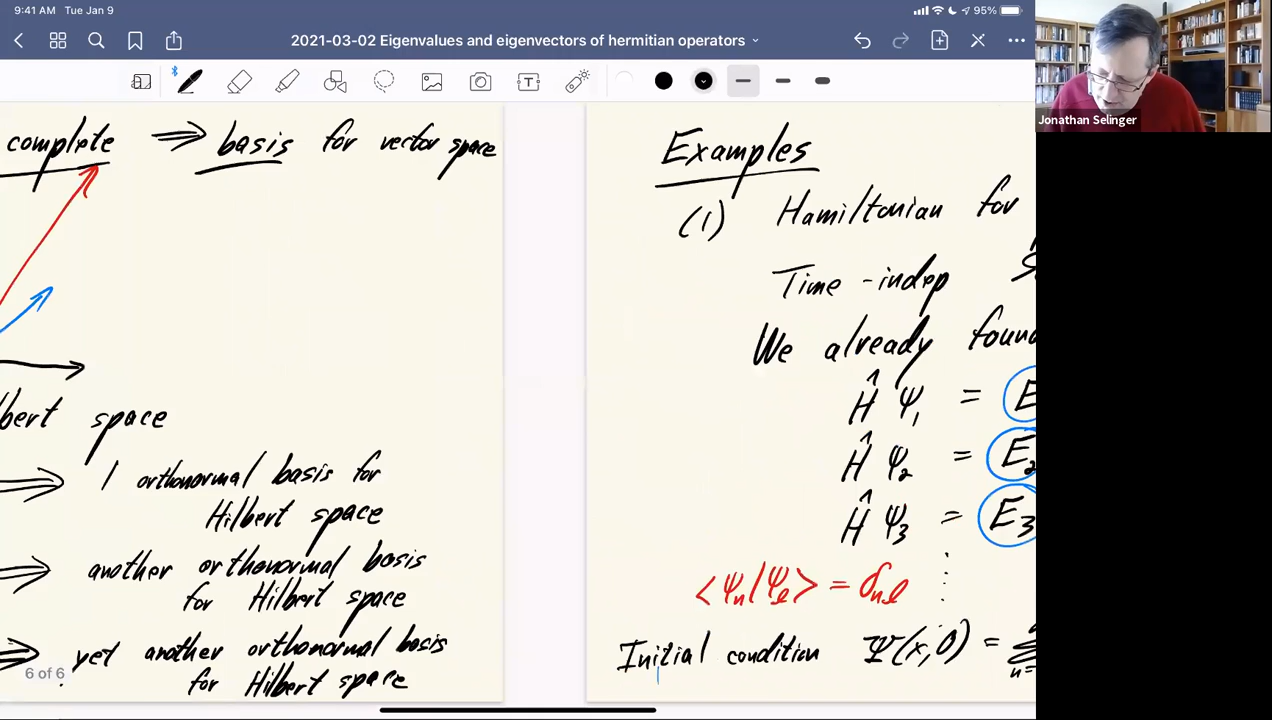 9:41 AM Tue Jan 9
95%
2021-03-02 Eigenvalues and eigenvectors of hermitian operators
Jonathan Selinger
complete ⟹ basis for vector space
space
⟹ 1 orthonormal basis for
Hilbert space
⟹ another orthonormal basis
for Hilbert space
⟹ yet another orthonormal basis
for Hilbert space
6 of 6
Examples
(1) Hamiltonian for
Time-indep
We already foun
Ĥ ψ₁ = E
Ĥ ψ₂ = E₂
Ĥ ψ₃ = E₃
⋮
<ψₙ|ψₗ> = δₙₗ
Initial condition Ψ(x,0) = Σ